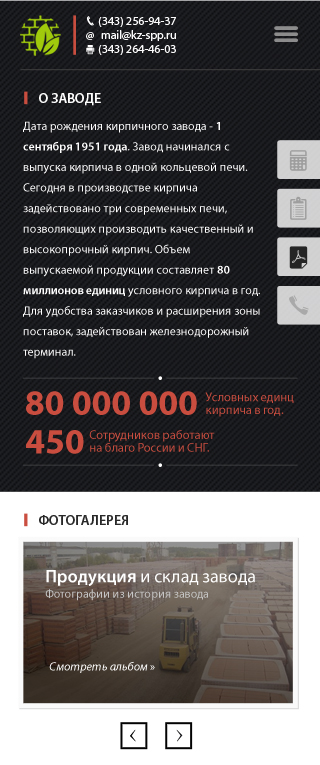 (343) 256-94-37
@ mail@kz-spp.ru
(343) 264-46-03
О ЗАВОДЕ
Дата рождения кирпичного завода - 1
сентября 1951 года. Завод начинался с
выпуска кирпича в одной кольцевой печи.
Сегодня в производстве кирпича
задействовано три современных печи,
позволяющих производить качественный и
высокопрочный кирпич. Объем
выпускаемой продукции составляет 80
миллионов единиц условного кирпича в год.
Для удобства заказчиков и расширения зоны
поставок, задействован железнодорожный
терминал.
80 000 000 Условных единц
кирпича в год.
450 Сотрудников работают
на благо России и СНГ.
ФОТОГАЛЕРЕЯ
Продукция и склад завода
Фотографии из история завода
Смотреть альбом »